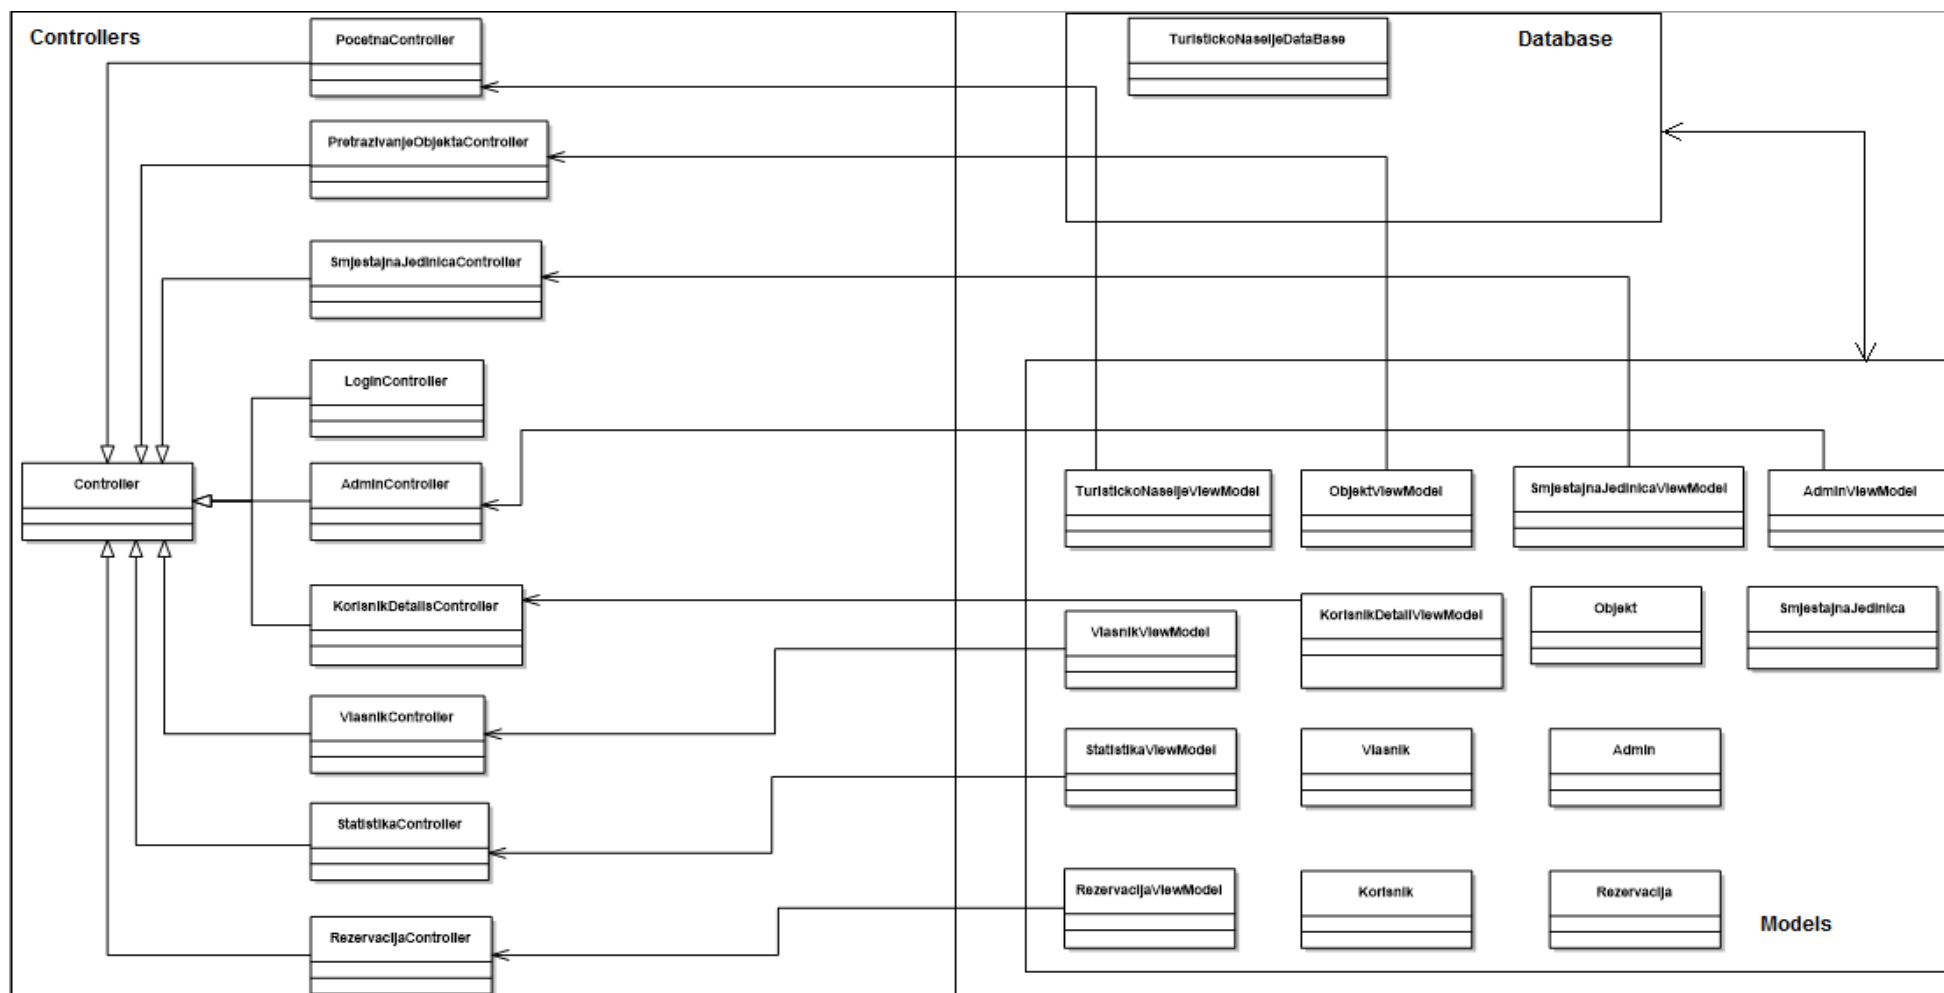 Controllers
PocetnaController
PretrazivanjeObjektaController
SmjestajnaJedinicaController
LoginController
Controller
AdminController
KorisnikDetailsController
VlasnikController
StatistikaController
RezervacijaController
TuristickoNaseljeDataBase
Database
TuristickoNaseljeViewModel
ObjektViewModel
SmjestajnaJedinicaViewModel
AdminViewModel
VlasnikViewModel
KorisnikDetailViewModel
Objekt
SmjestajnaJedinica
StatistikaViewModel
Vlasnik
Admin
RezervacijaViewModel
Korisnik
Rezervacija
Models